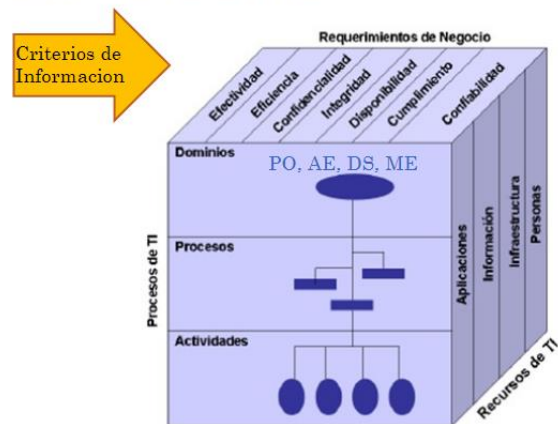 Requerimientos de Negocio
Criterios de
Informacion
Efectividad
Eficiencia
Confidencialidad
Integridad
Disponibilidad
Cumplimiento
Confiabilidad
Dominios
PO, AE, DS, ME
Procesos
Actividades
Procesos de TI
Aplicaciones
Información
Infraestructura
Personas
Recursos de TI